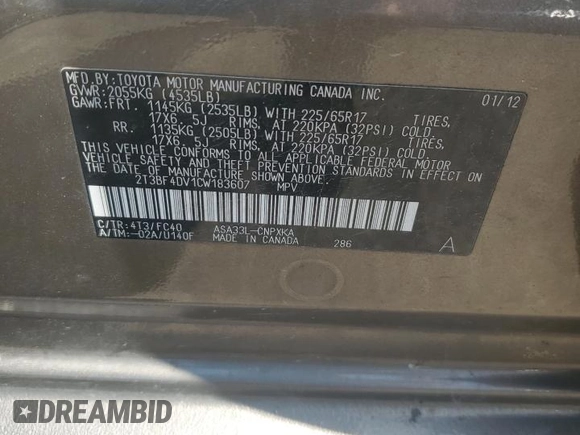 MFD.BY:TOYOTA MOTOR MANUFACTURING CANADA INC.
GVWR:2055KG (4535LB) 01/12
GAWR:FRT. 1145KG (2535LB) WITH 225/65R17 TIRES,
17X6.5J RIMS, AT 220KPA (32PSI) COLD.
RR. 1135KG (2505LB) WITH 225/65R17 TIRES,
17X6.5J RIMS, AT 220KPA (32PSI) COLD
THIS VEHICLE CONFORMS TO ALL APPLICABLE FEDERAL MOTOR
VEHICLE SAFETY AND THEFT PREVENTION STANDARDS IN EFFECT
ON THE DATE OF MANUFACTURE SHOWN ABOVE.
2T3BF4DV1CW183607 MPV
C/TR:4T3/FC40 ASA33L-CNPXKA
A/TM:-02A/U140F MADE IN CANADA 286 A
DREAMBID